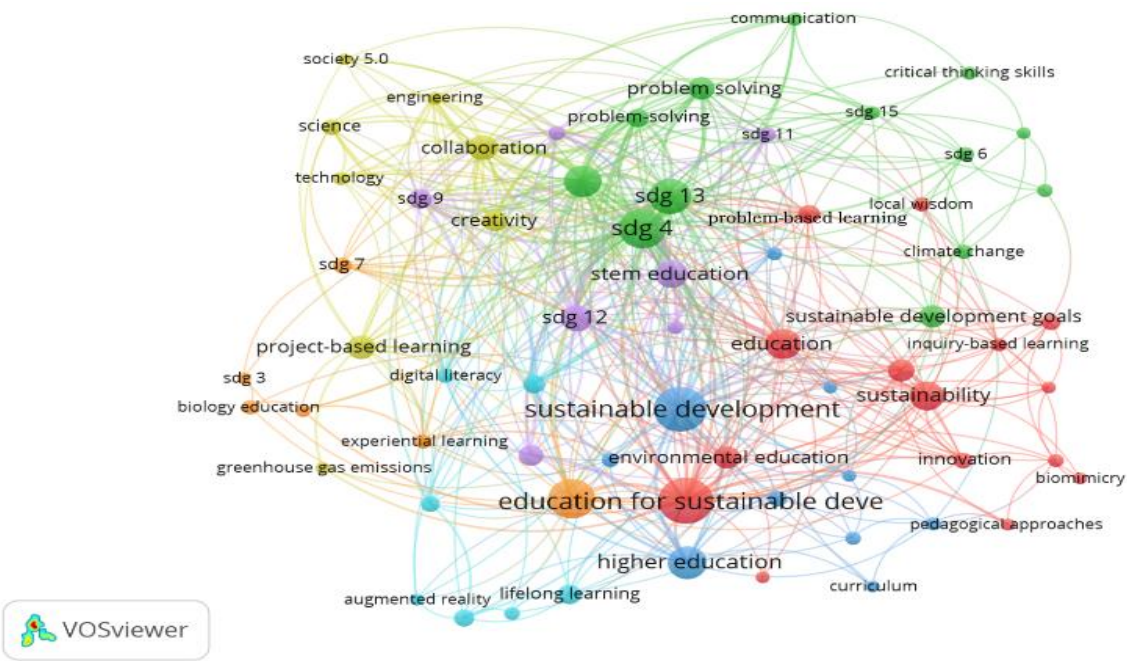 communication
society 5.0
critical thinking skills
problem solving
engineering
sdg 15
problem-solving
science
sdg 11
collaboration
sdg 6
technology
sdg 13
sdg 9
local wisdom
problem-based learning
creativity
sdg 4
climate change
sdg 7
stem education
sdg 12
sustainable development goals
education
inquiry-based learning
project-based learning
digital literacy
sdg 3
sustainability
biology education
sustainable development
experiential learning
environmental education
innovation
greenhouse gas emissions
biomimicry
education for sustainable deve
pedagogical approaches
higher education
curriculum
lifelong learning
augmented reality
VOSviewer